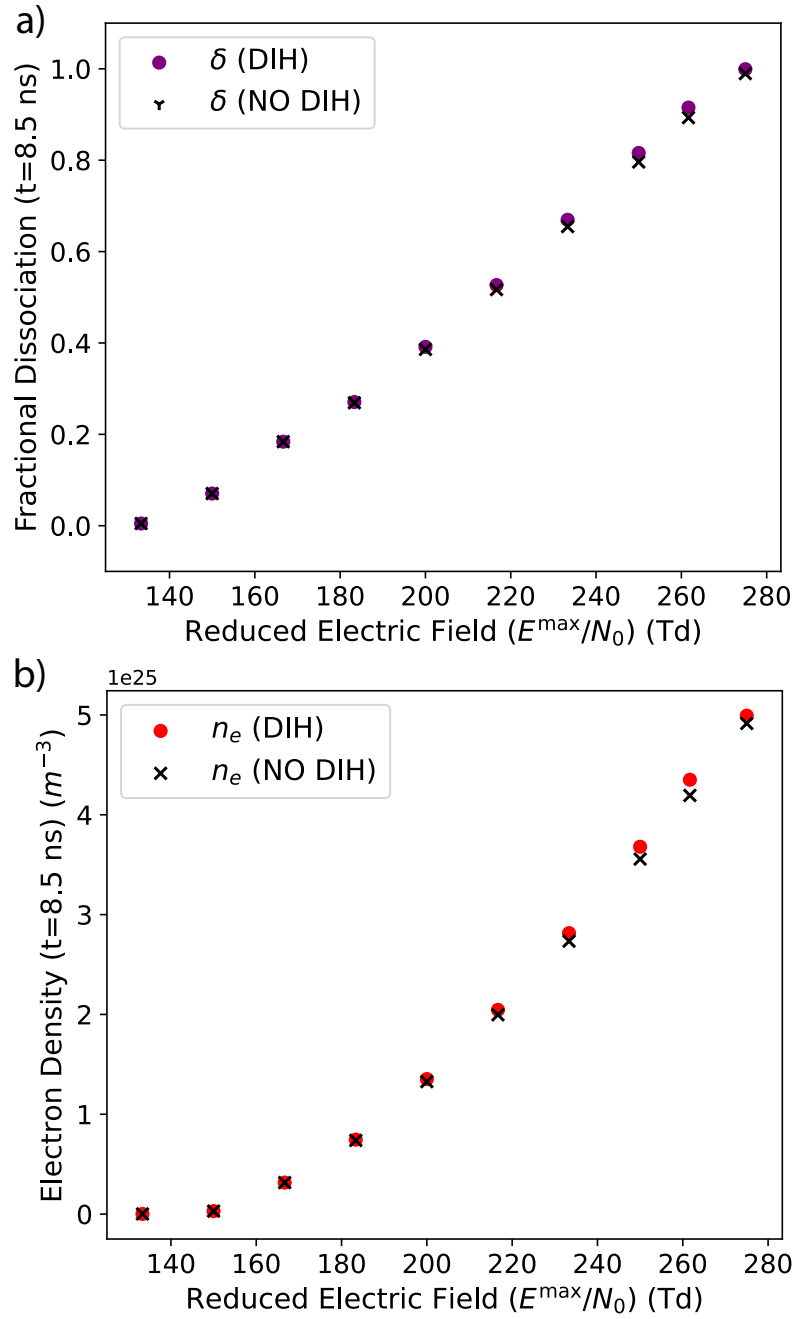 a)
δ (DIH)
δ (NO DIH)
Fractional Dissociation (t=8.5 ns)
1.0
0.8
0.6
0.4
0.2
0.0
140 160 180 200 220 240 260 280
Reduced Electric Field (E^max/N_0) (Td)
b)
1e25
n_e (DIH)
n_e (NO DIH)
Electron Density (t=8.5 ns) (m^−3)
5
4
3
2
1
0
140 160 180 200 220 240 260 280
Reduced Electric Field (E^max/N_0) (Td)